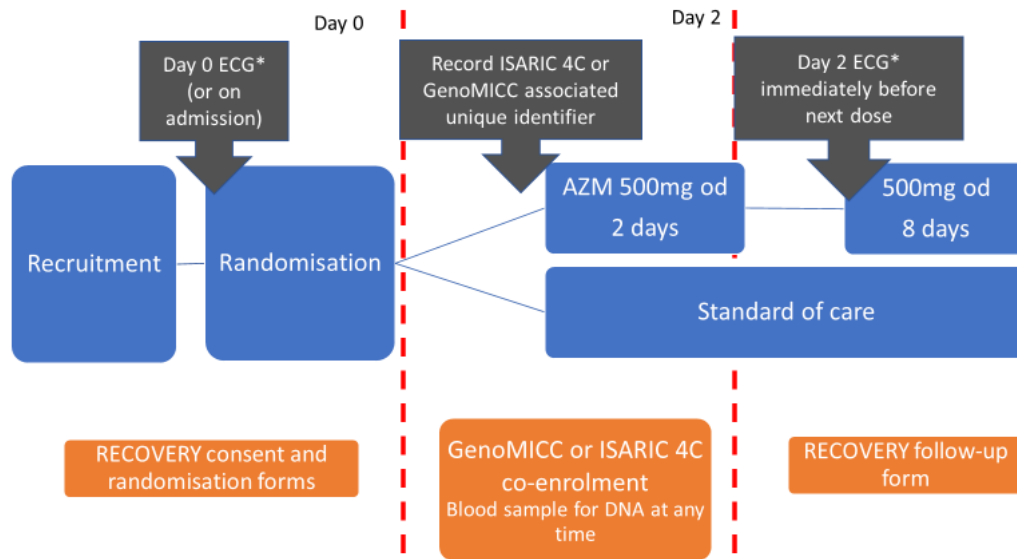 Day 0
Day 2
Day 0 ECG*
(or on
admission)
Record ISARIC 4C or
GenoMICC associated
unique identifier
Day 2 ECG*
immediately before
next dose
Recruitment
Randomisation
AZM 500mg od
2 days
500mg od
8 days
Standard of care
RECOVERY consent and
randomisation forms
GenoMICC or ISARIC 4C
co-enrolment
Blood sample for DNA at any
time
RECOVERY follow-up
form